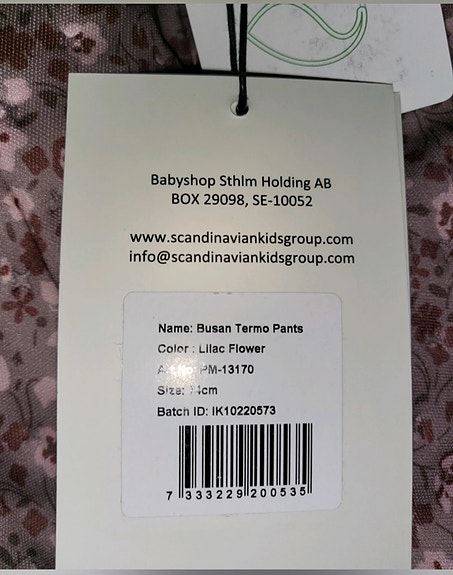 Babyshop Sthlm Holding AB
BOX 29098, SE-10052
www.scandinaviankidsgroup.com
info@scandinaviankidsgroup.com
Name: Busan Termo Pants
Color : Lilac Flower
PM-13170
Size:
Batch ID: IK10220573
7 333229 200535